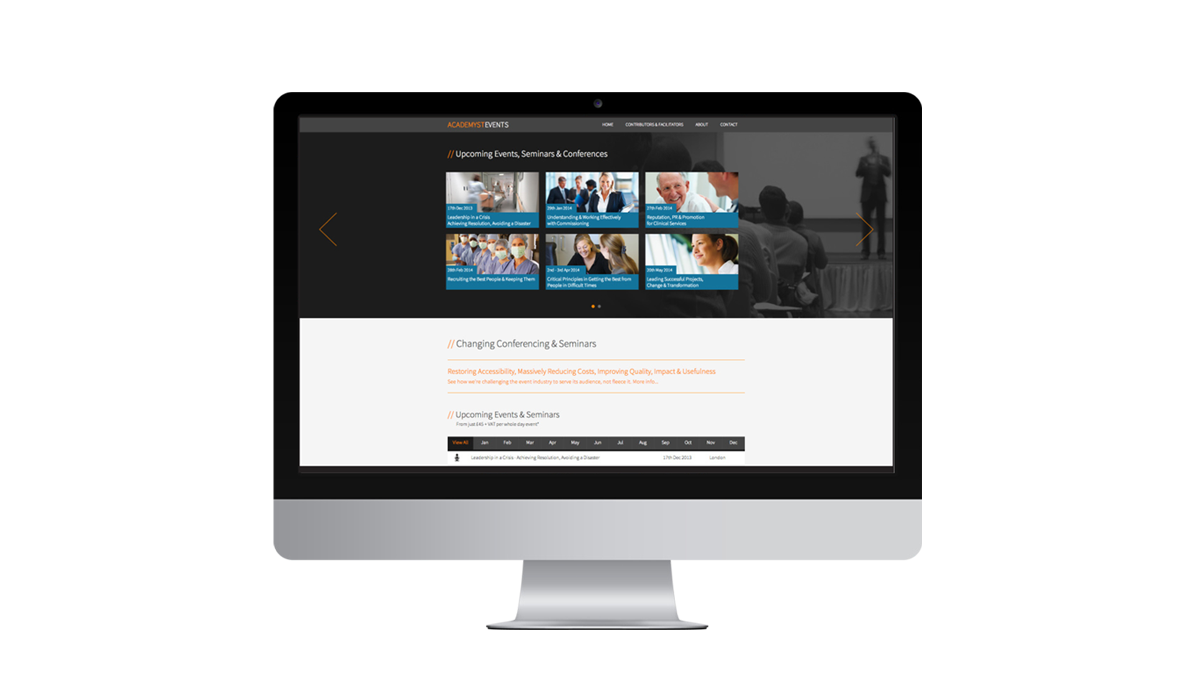 ACADEMYSTEVENTS
HOME CONTRIBUTORS & FACILITATORS ABOUT CONTACT
// Upcoming Events, Seminars & Conferences
17th Dec 2013
Leadership in a Crisis
Achieving Resolution, Avoiding a Disaster
29th Jan 2014
Understanding & Working Effectively
with Commissioning
27th Feb 2014
Reputation, PR & Promotion
for Clinical Services
28th Feb 2014
Recruiting the Best People & Keeping Them
2nd - 3rd Apr 2014
Critical Principles in Getting the Best from
People in Difficult Times
20th May 2014
Leading Successful Projects,
Change & Transformation
// Changing Conferencing & Seminars
Restoring Accessibility, Massively Reducing Costs, Improving Quality, Impact & Usefulness
See how we're challenging the event industry to serve its audience, not fleece it. More info...
// Upcoming Events & Seminars
From just £45 + VAT per whole day event*
View All Jan Feb Mar Apr May Jun Jul Aug Sep Oct Nov Dec
Leadership in a Crisis - Achieving Resolution, Avoiding a Disaster 17th Dec 2013 London